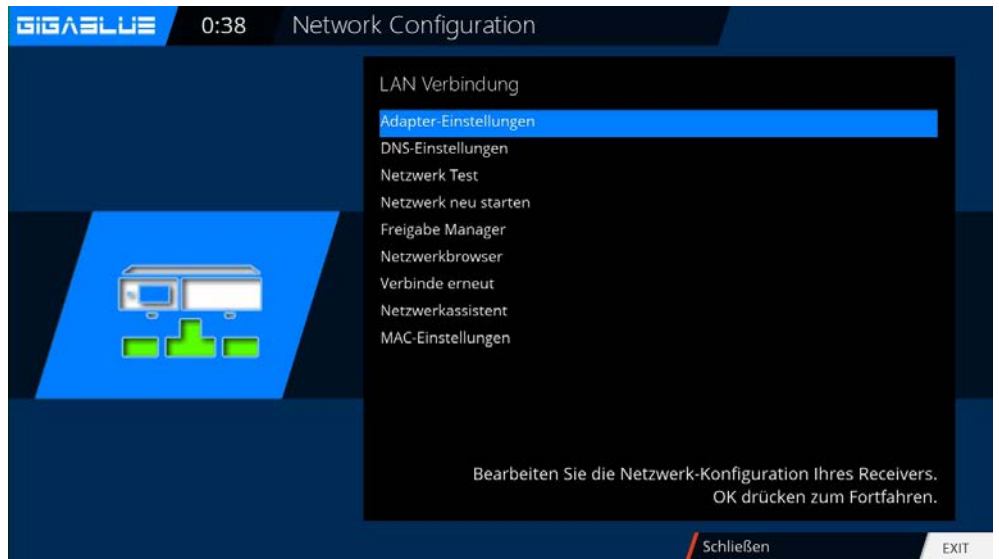 GIGABLUE 0:38 Network Configuration
LAN Verbindung
Adapter-Einstellungen
DNS-Einstellungen
Netzwerk Test
Netzwerk neu starten
Freigabe Manager
Netzwerkbrowser
Verbinde erneut
Netzwerkassistent
MAC-Einstellungen
Bearbeiten Sie die Netzwerk-Konfiguration Ihres Receivers.
OK drücken zum Fortfahren.
Schließen EXIT